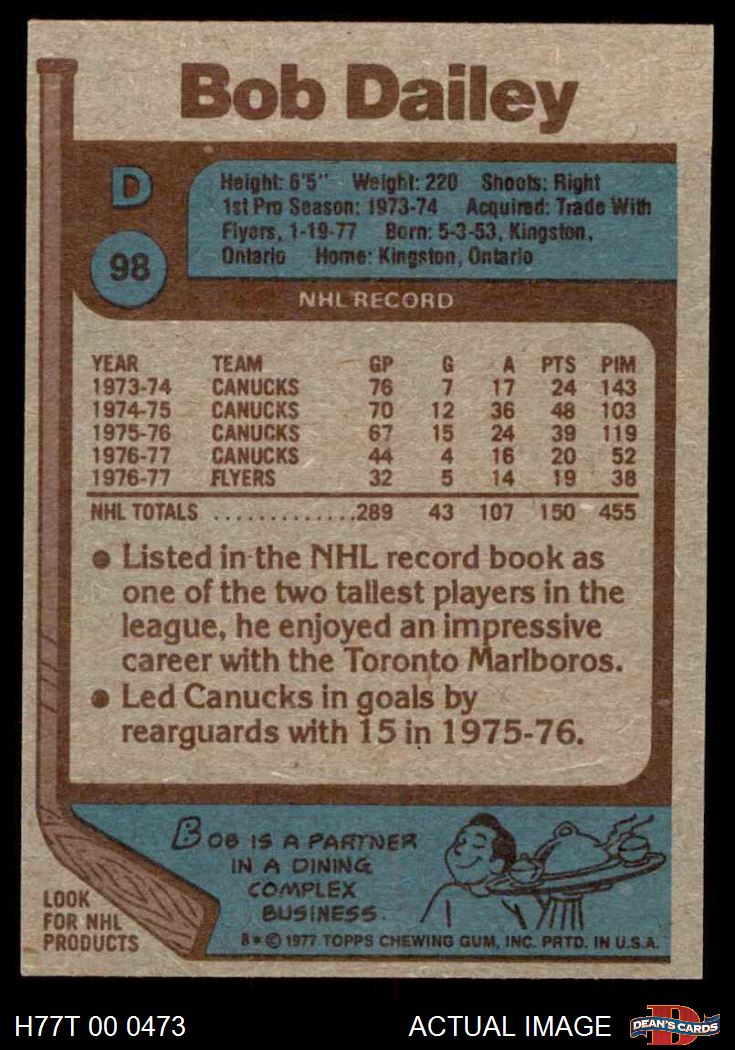 Bob Dailey
D
98
Height: 6'5" Weight: 220 Shoots: Right
1st Pro Season: 1973-74 Acquired: Trade With
Flyers, 1-19-77 Born: 5-3-53, Kingston,
Ontario Home: Kingston, Ontario
NHL RECORD
YEAR TEAM GP G A PTS PIM
1973-74 CANUCKS 76 7 17 24 143
1974-75 CANUCKS 70 12 36 48 103
1975-76 CANUCKS 67 15 24 39 119
1976-77 CANUCKS 44 4 16 20 52
1976-77 FLYERS 32 5 14 19 38
NHL TOTALS .............289 43 107 150 455
● Listed in the NHL record book as
one of the two tallest players in the
league, he enjoyed an impressive
career with the Toronto Marlboros.
● Led Canucks in goals by
rearguards with 15 in 1975-76.
BOB IS A PARTNER
IN A DINING
COMPLEX
BUSINESS.
LOOK
FOR NHL
PRODUCTS
B* © 1977 TOPPS CHEWING GUM, INC. PRTD. IN U.S.A.
H77T 00 0473 ACTUAL IMAGE
D
DEAN'S CARDS